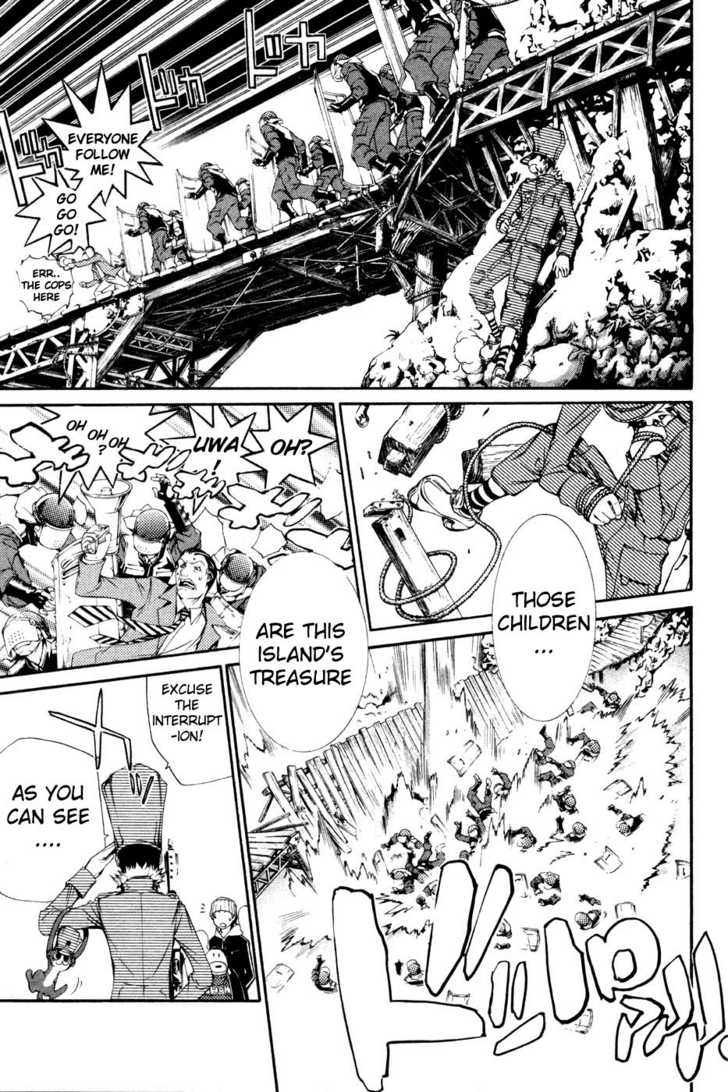 ドカ
ドカ
ドカ
EVERYONE
FOLLOW
ME!
GO
GO
GO!
ERR..
THE COPS
HERE
THOSE
CHILDREN
...
OH?
UWA
!
OH
OH
?
OH
ARE THIS
ISLAND'S
TREASURE
EXCUSE
THE
INTERRUPT
-ION!
AS YOU
CAN SEE
....